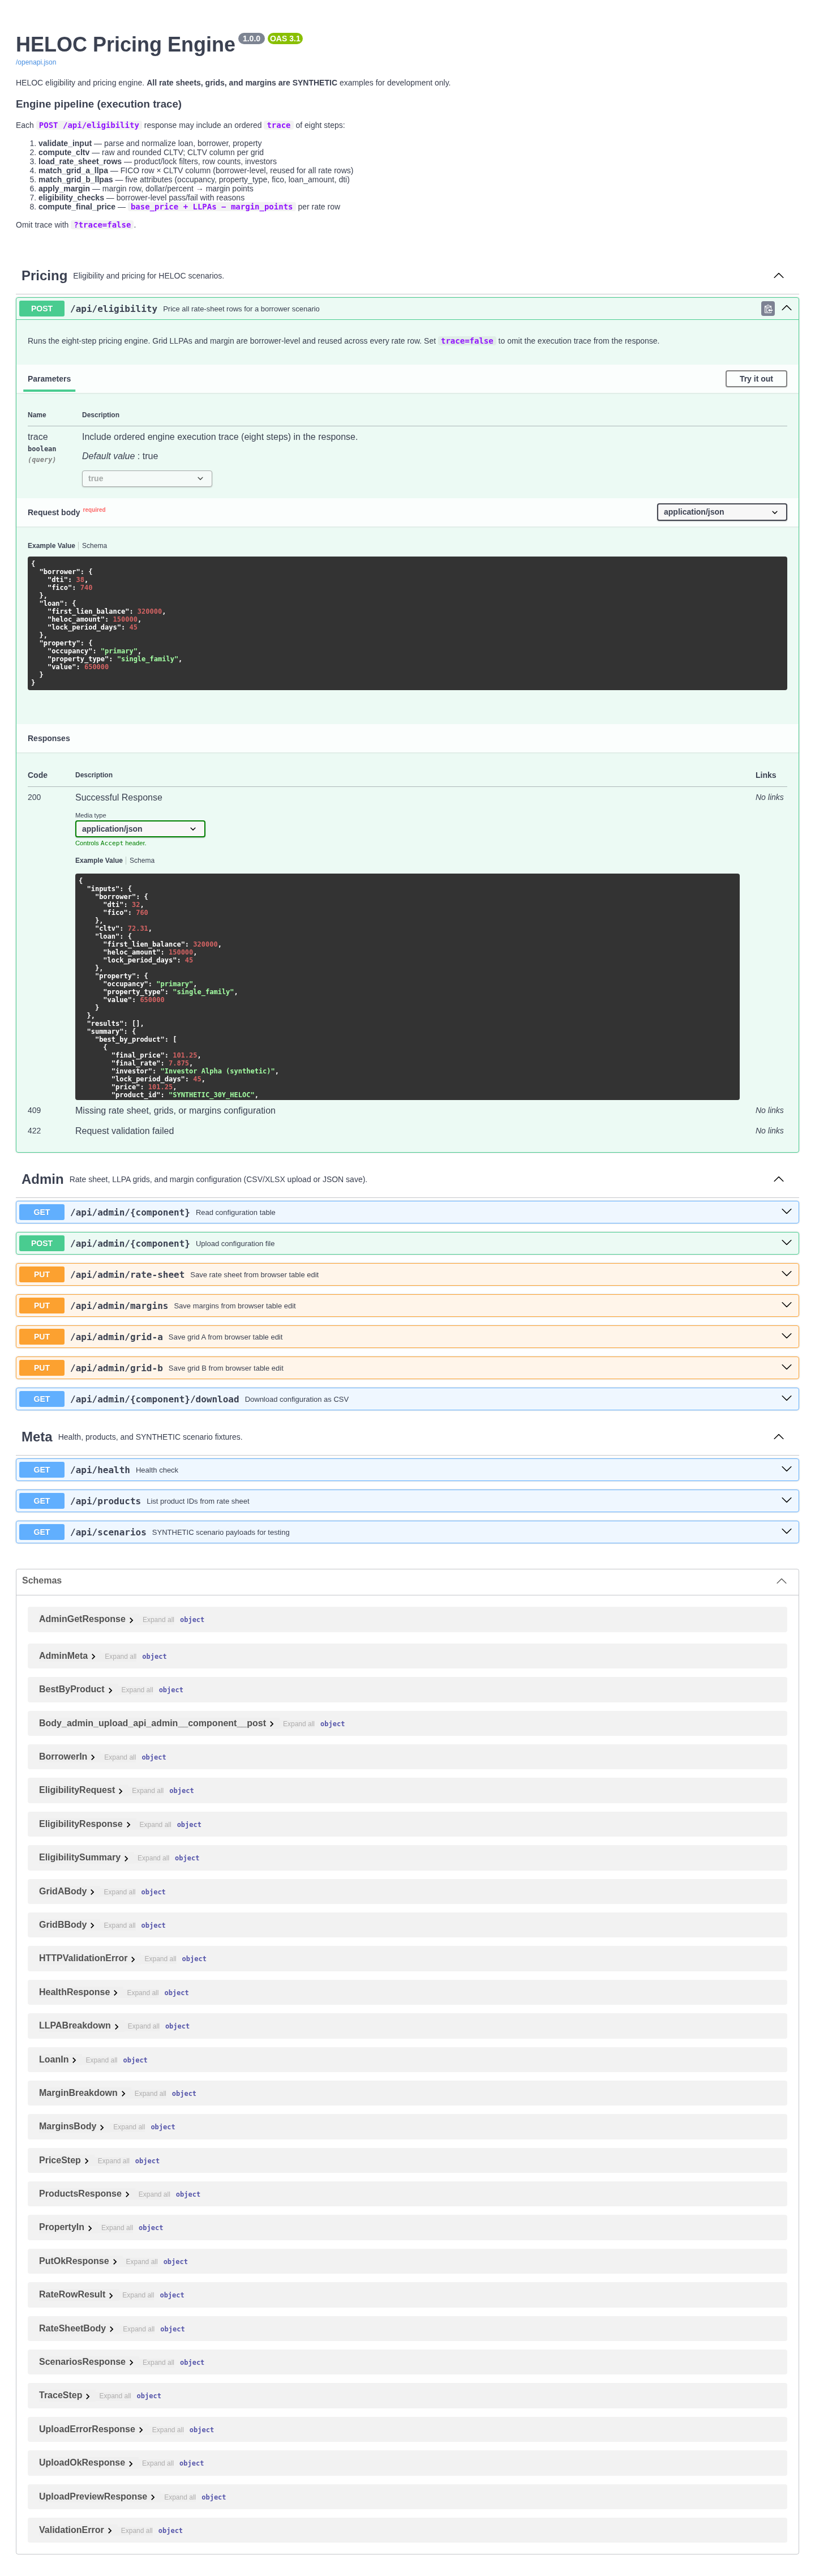 HELOC Pricing Engine 1.0.0 OAS 3.1
/openapi.json
HELOC eligibility and pricing engine. All rate sheets, grids, and margins are SYNTHETIC examples for development only.
Engine pipeline (execution trace)
Each POST /api/eligibility response may include an ordered trace of eight steps:
1. validate_input — parse and normalize loan, borrower, property
2. compute_cltv — raw and rounded CLTV; CLTV column per grid
3. load_rate_sheet_rows — product/lock filters, row counts, investors
4. match_grid_a_llpa — FICO row × CLTV column (borrower-level, reused for all rate rows)
5. match_grid_b_llpas — five attributes (occupancy, property_type, fico, loan_amount, dti)
6. apply_margin — margin row, dollar/percent → margin points
7. eligibility_checks — borrower-level pass/fail with reasons
8. compute_final_price — base_price + LLPAs − margin_points per rate row
Omit trace with ?trace=false .
Pricing Eligibility and pricing for HELOC scenarios.
POST /api/eligibility Price all rate-sheet rows for a borrower scenario
Runs the eight-step pricing engine. Grid LLPAs and margin are borrower-level and reused across every rate row. Set trace=false to omit the execution trace from the response.
Parameters Try it out
Name Description
trace Include ordered engine execution trace (eight steps) in the response.
boolean
(query) Default value : true
true
Request body required application/json
Example Value | Schema
{
"borrower": {
"dti": 38,
"fico": 740
},
"loan": {
"first_lien_balance": 320000,
"heloc_amount": 150000,
"lock_period_days": 45
},
"property": {
"occupancy": "primary",
"property_type": "single_family",
"value": 650000
}
}
Responses
Code Description Links
200 Successful Response No links
Media type
application/json
Controls Accept header.
Example Value | Schema
{
"inputs": {
"borrower": {
"dti": 32,
"fico": 760
},
"cltv": 72.31,
"loan": {
"first_lien_balance": 320000,
"heloc_amount": 150000,
"lock_period_days": 45
},
"property": {
"occupancy": "primary",
"property_type": "single_family",
"value": 650000
}
},
"results": [],
"summary": {
"best_by_product": [
{
"final_price": 101.25,
"final_rate": 7.875,
"investor": "Investor Alpha (synthetic)",
"lock_period_days": 45,
"price": 101.25,
"product_id": "SYNTHETIC_30Y_HELOC",
409 Missing rate sheet, grids, or margins configuration No links
422 Request validation failed No links
Admin Rate sheet, LLPA grids, and margin configuration (CSV/XLSX upload or JSON save).
GET /api/admin/{component} Read configuration table
POST /api/admin/{component} Upload configuration file
PUT /api/admin/rate-sheet Save rate sheet from browser table edit
PUT /api/admin/margins Save margins from browser table edit
PUT /api/admin/grid-a Save grid A from browser table edit
PUT /api/admin/grid-b Save grid B from browser table edit
GET /api/admin/{component}/download Download configuration as CSV
Meta Health, products, and SYNTHETIC scenario fixtures.
GET /api/health Health check
GET /api/products List product IDs from rate sheet
GET /api/scenarios SYNTHETIC scenario payloads for testing
Schemas
AdminGetResponse Expand all object
AdminMeta Expand all object
BestByProduct Expand all object
Body_admin_upload_api_admin__component__post Expand all object
BorrowerIn Expand all object
EligibilityRequest Expand all object
EligibilityResponse Expand all object
EligibilitySummary Expand all object
GridABody Expand all object
GridBBody Expand all object
HTTPValidationError Expand all object
HealthResponse Expand all object
LLPABreakdown Expand all object
LoanIn Expand all object
MarginBreakdown Expand all object
MarginsBody Expand all object
PriceStep Expand all object
ProductsResponse Expand all object
PropertyIn Expand all object
PutOkResponse Expand all object
RateRowResult Expand all object
RateSheetBody Expand all object
ScenariosResponse Expand all object
TraceStep Expand all object
UploadErrorResponse Expand all object
UploadOkResponse Expand all object
UploadPreviewResponse Expand all object
ValidationError Expand all object